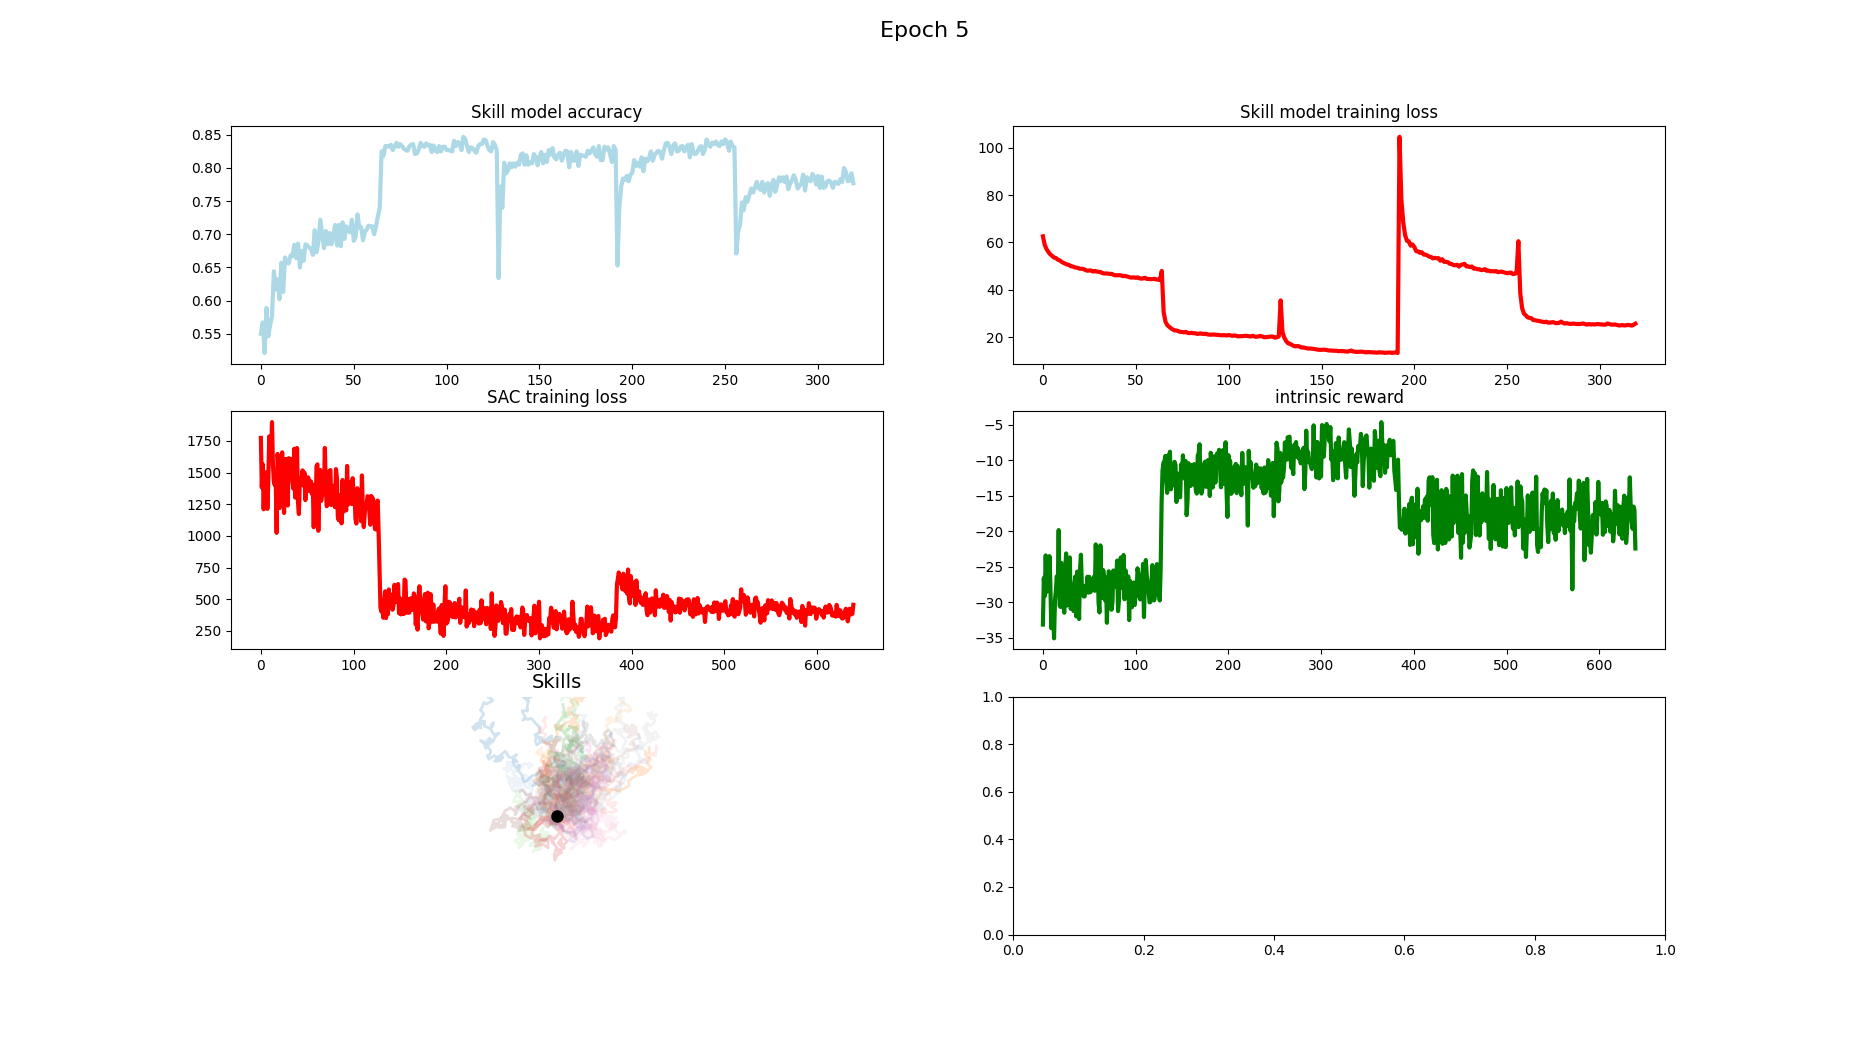 Epoch 5
Skill model accuracy
0.85
0.80
0.75
0.70
0.65
0.60
0.55
0 50 100 150 200 250 300
Skill model training loss
100
80
60
40
20
0 50 100 150 200 250 300
SAC training loss
1750
1500
1250
1000
750
500
250
0 100 200 300 400 500 600
intrinsic reward
−5
−10
−15
−20
−25
−30
−35
0 100 200 300 400 500 600
Skills
1.0
0.8
0.6
0.4
0.2
0.0
0.0 0.2 0.4 0.6 0.8 1.0